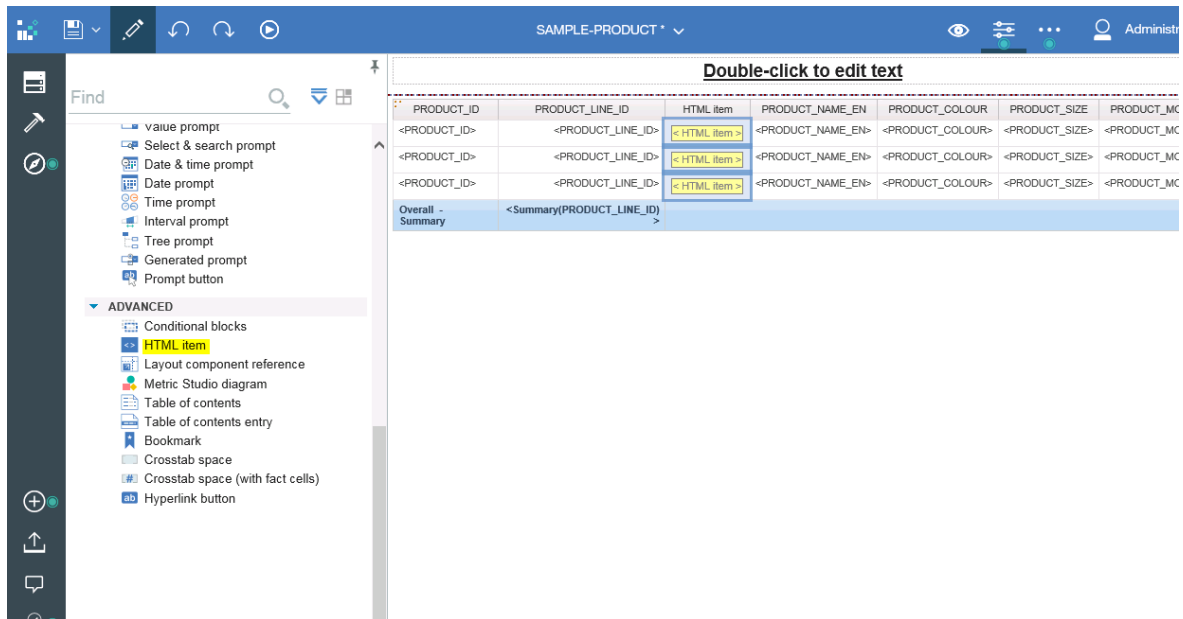 SAMPLE-PRODUCT *
Administr
Find
Value prompt
Select & search prompt
Date & time prompt
Date prompt
Time prompt
Interval prompt
Tree prompt
Generated prompt
Prompt button
ADVANCED
Conditional blocks
HTML item
Layout component reference
Metric Studio diagram
Table of contents
Table of contents entry
Bookmark
Crosstab space
Crosstab space (with fact cells)
ab Hyperlink button
Double-click to edit text
PRODUCT_ID PRODUCT_LINE_ID HTML item PRODUCT_NAME_EN PRODUCT_COLOUR PRODUCT_SIZE PRODUCT_MO
<PRODUCT_ID> <PRODUCT_LINE_ID> < HTML item > <PRODUCT_NAME_EN> <PRODUCT_COLOUR> <PRODUCT_SIZE> <PRODUCT_MO
<PRODUCT_ID> <PRODUCT_LINE_ID> < HTML item > <PRODUCT_NAME_EN> <PRODUCT_COLOUR> <PRODUCT_SIZE> <PRODUCT_MO
<PRODUCT_ID> <PRODUCT_LINE_ID> < HTML item > <PRODUCT_NAME_EN> <PRODUCT_COLOUR> <PRODUCT_SIZE> <PRODUCT_MO
Overall - <Summary(PRODUCT_LINE_ID)
Summary >